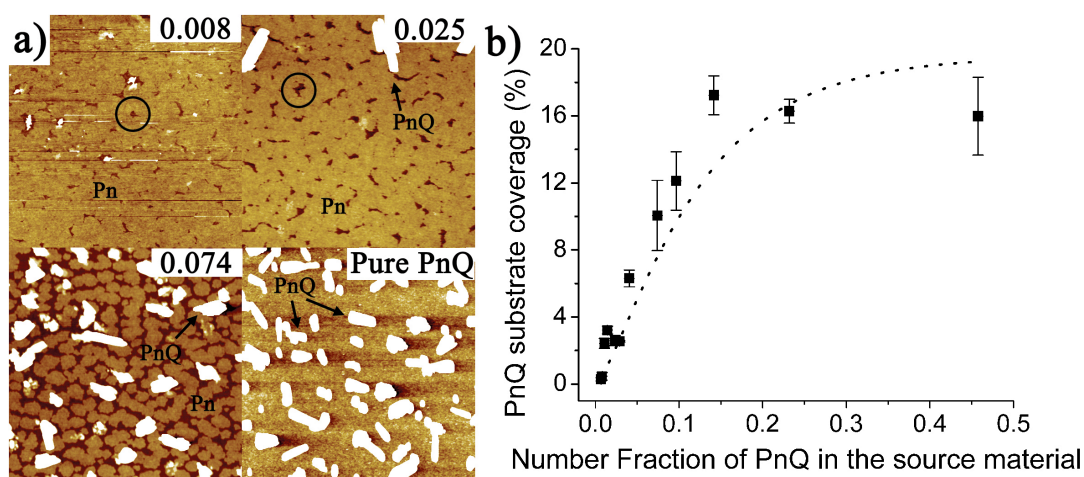 a)
0.008
Pn
0.025
PnQ
Pn
0.074
PnQ
Pn
Pure PnQ
PnQ
b)
PnQ substrate coverage (%)
20
16
12
8
4
0
0.0 0.1 0.2 0.3 0.4 0.5
Number Fraction of PnQ in the source material